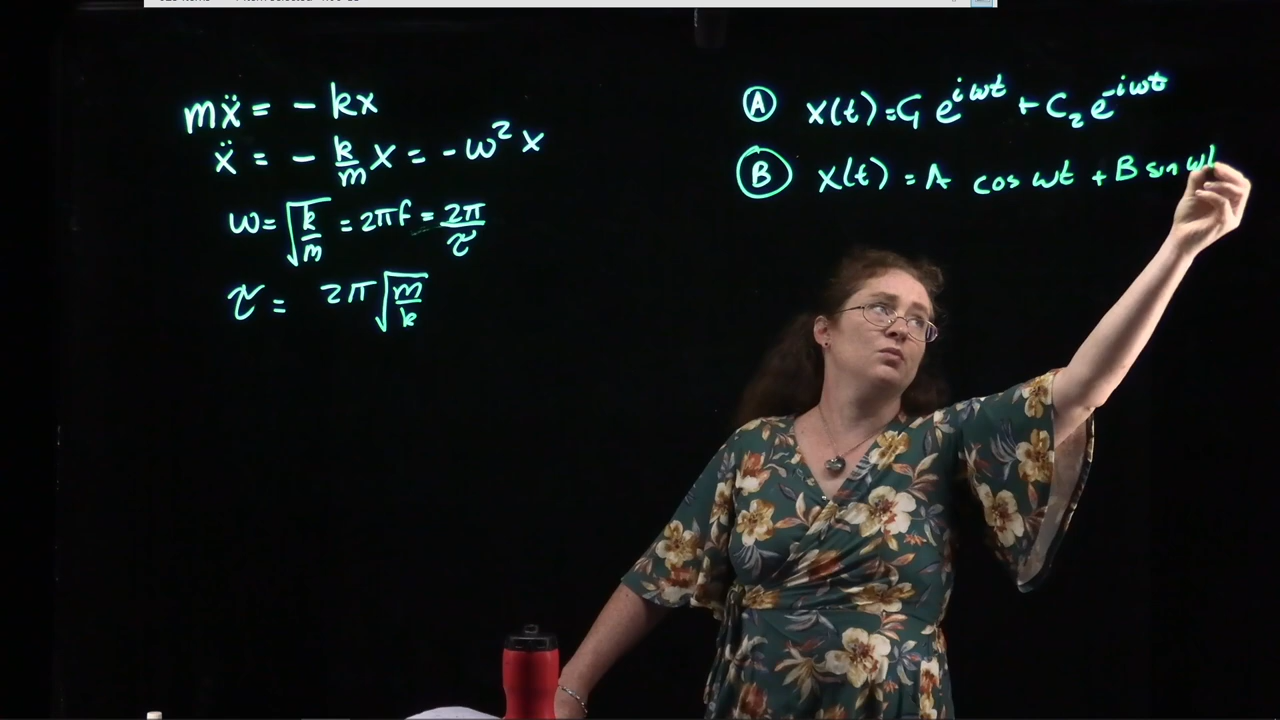 mẍ = - kx
ẍ = - k/m x = -ω² x
ω = √(k/m) = 2πf = 2π/τ
τ = 2π √(m/k)
Ⓐ x(t) = C₁ e^{iωt} + C₂ e^{-iωt}
Ⓑ x(t) = A cos ωt + B sin ωt